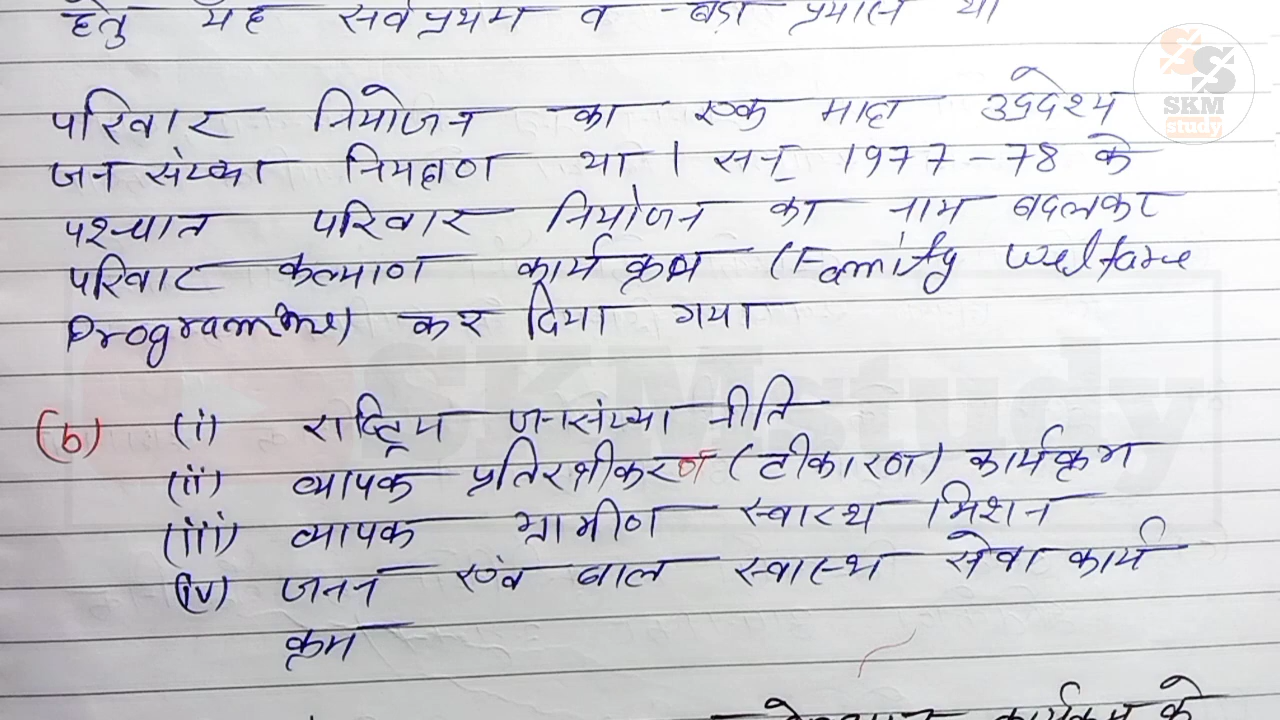 हेतु यह सर्वप्रथम व बड़ा प्रयास था
SKM
study
परिवार नियोजन का एक मात्र उद्देश्य
जनसंख्या नियंत्रण था। सन् 1977-78 के
पश्चात परिवार नियोजन का नाम बदलकर
परिवार कल्याण कार्यक्रम (Family Welfare
Programme) कर दिया गया
SKMstudy
(b) (i) राष्ट्रिय जनसंख्या नीति
(ii) व्यापक प्रतिरक्षीकरण (टीकारण) कार्यक्रम
(iii) व्यापक ग्रामीण स्वास्थ मिशन
(iv) जनन एवं बाल स्वास्थ्य सेवा कार्य
क्रम
कार्यक्रम के